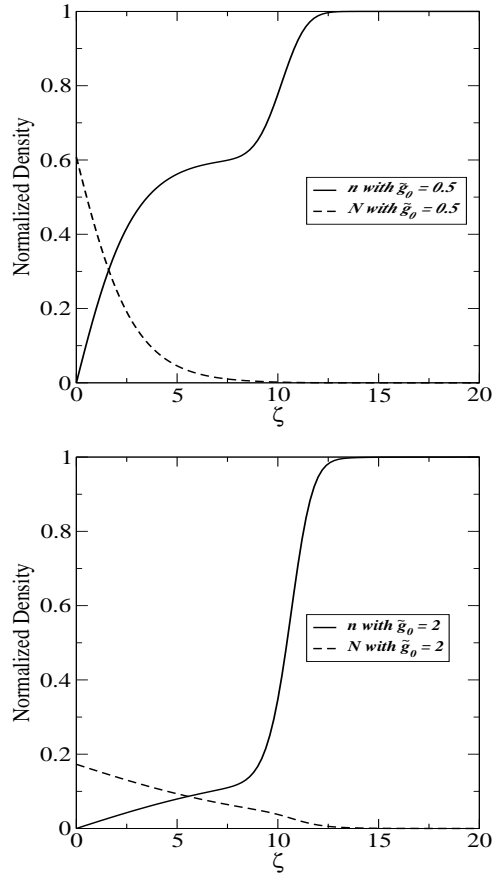 1
0.8
0.6
0.4
0.2
0
Normalized Density
n with g̃₀ = 0.5
N with g̃₀ = 0.5
0 5 10 15 20
ζ
1
0.8
0.6
0.4
0.2
0
Normalized Density
n with g̃₀ = 2
N with g̃₀ = 2
0 5 10 15 20
ζ